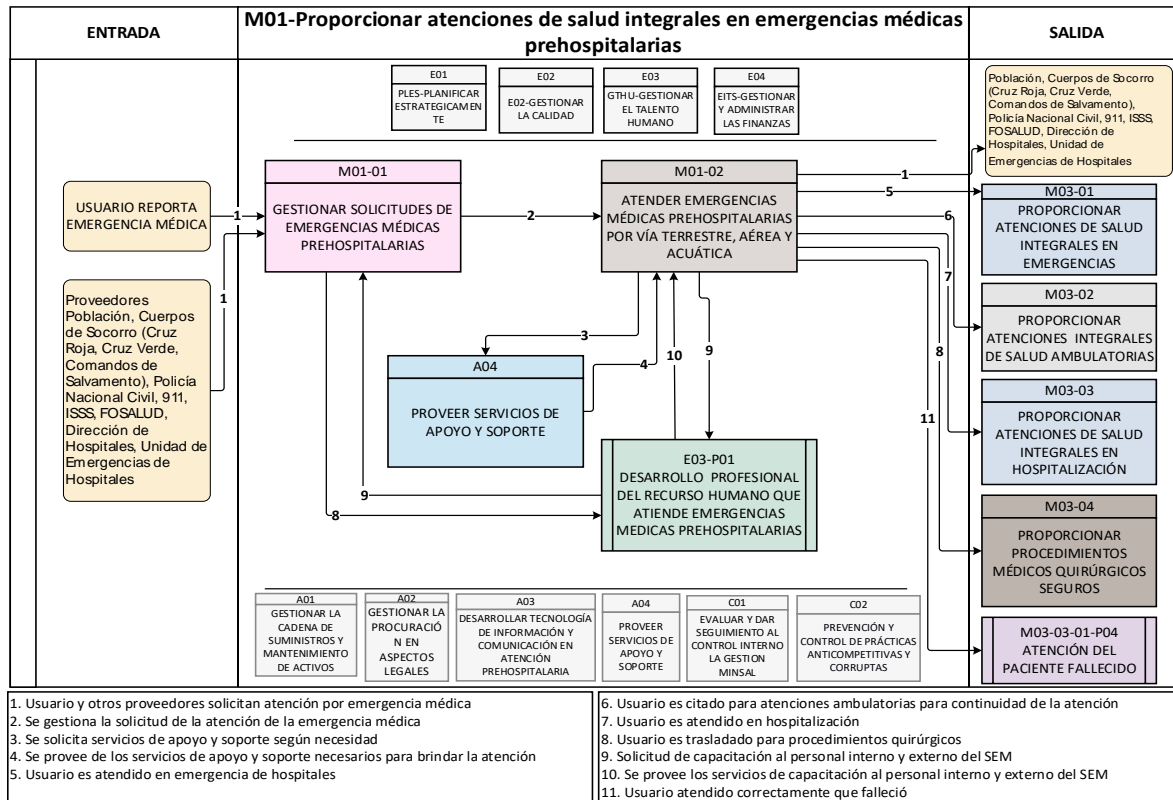 ENTRADA
M01-Proporcionar atenciones de salud integrales en emergencias médicas
prehospitalarias
SALIDA
E01
PLES-PLANIFICAR
ESTRATEGICAMEN
TE
E02
E02-GESTIONAR
LA CALIDAD
E03
GTHU-GESTIONAR
EL TALENTO
HUMANO
E04
EITS-GESTIONAR
Y ADMINISTRAR
LAS FINANZAS
Población, Cuerpos de Socorro
(Cruz Roja, Cruz Verde,
Comandos de Salvamento),
Policía Nacional Civil, 911, ISSS,
FOSALUD, Dirección de
Hospitales, Unidad de
Emergencias de Hospitales
USUARIO REPORTA
EMERGENCIA MÉDICA
1
Proveedores
Población, Cuerpos
de Socorro (Cruz
Roja, Cruz Verde,
Comandos de
Salvamento), Policía
Nacional Civil, 911,
ISSS, FOSALUD,
Dirección de
Hospitales, Unidad de
Emergencias de
Hospitales
1
M01-01
GESTIONAR SOLICITUDES DE
EMERGENCIAS MÉDICAS
PREHOSPITALARIAS
2
M01-02
ATENDER EMERGENCIAS
MÉDICAS PREHOSPITALARIAS
POR VÍA TERRESTRE, AÉREA Y
ACUÁTICA
1
5
6
7
8
11
3
4
10
9
A04
PROVEER SERVICIOS DE
APOYO Y SOPORTE
9
8
E03-P01
DESARROLLO PROFESIONAL
DEL RECURSO HUMANO QUE
ATIENDE EMERGENCIAS
MEDICAS PREHOSPITALARIAS
M03-01
PROPORCIONAR
ATENCIONES DE SALUD
INTEGRALES EN
EMERGENCIAS
M03-02
PROPORCIONAR
ATENCIONES INTEGRALES
DE SALUD AMBULATORIAS
M03-03
PROPORCIONAR
ATENCIONES DE SALUD
INTEGRALES EN
HOSPITALIZACIÓN
M03-04
PROPORCIONAR
PROCEDIMIENTOS
MÉDICOS QUIRÚRGICOS
SEGUROS
M03-03-01-P04
ATENCIÓN DEL
PACIENTE FALLECIDO
A01
GESTIONAR LA
CADENA DE
SUMINISTROS Y
MANTENIMIENTO
DE ACTIVOS
A02
GESTIONAR LA
PROCURACIÓ
N EN
ASPECTOS
LEGALES
A03
DESARROLLAR TECNOLOGÍA
DE INFORMACIÓN Y
COMUNICACIÓN EN
ATENCIÓN
PREHOSPITALARIA
A04
PROVEER
SERVICIOS DE
APOYO Y
SOPORTE
C01
EVALUAR Y DAR
SEGUIMIENTO AL
CONTROL INTERNO
LA GESTION
MINSAL
C02
PREVENCIÓN Y
CONTROL DE PRÁCTICAS
ANTICOMPETITIVAS Y
CORRUPTAS
1. Usuario y otros proveedores solicitan atención por emergencia médica
2. Se gestiona la solicitud de la atención de la emergencia médica
3. Se solicita servicios de apoyo y soporte según necesidad
4. Se provee de los servicios de apoyo y soporte necesarios para brindar la atención
5. Usuario es atendido en emergencia de hospitales
6. Usuario es citado para atenciones ambulatorias para continuidad de la atención
7. Usuario es atendido en hospitalización
8. Usuario es trasladado para procedimientos quirúrgicos
9. Solicitud de capacitación al personal interno y externo del SEM
10. Se provee los servicios de capacitación al personal interno y externo del SEM
11. Usuario atendido correctamente que falleció